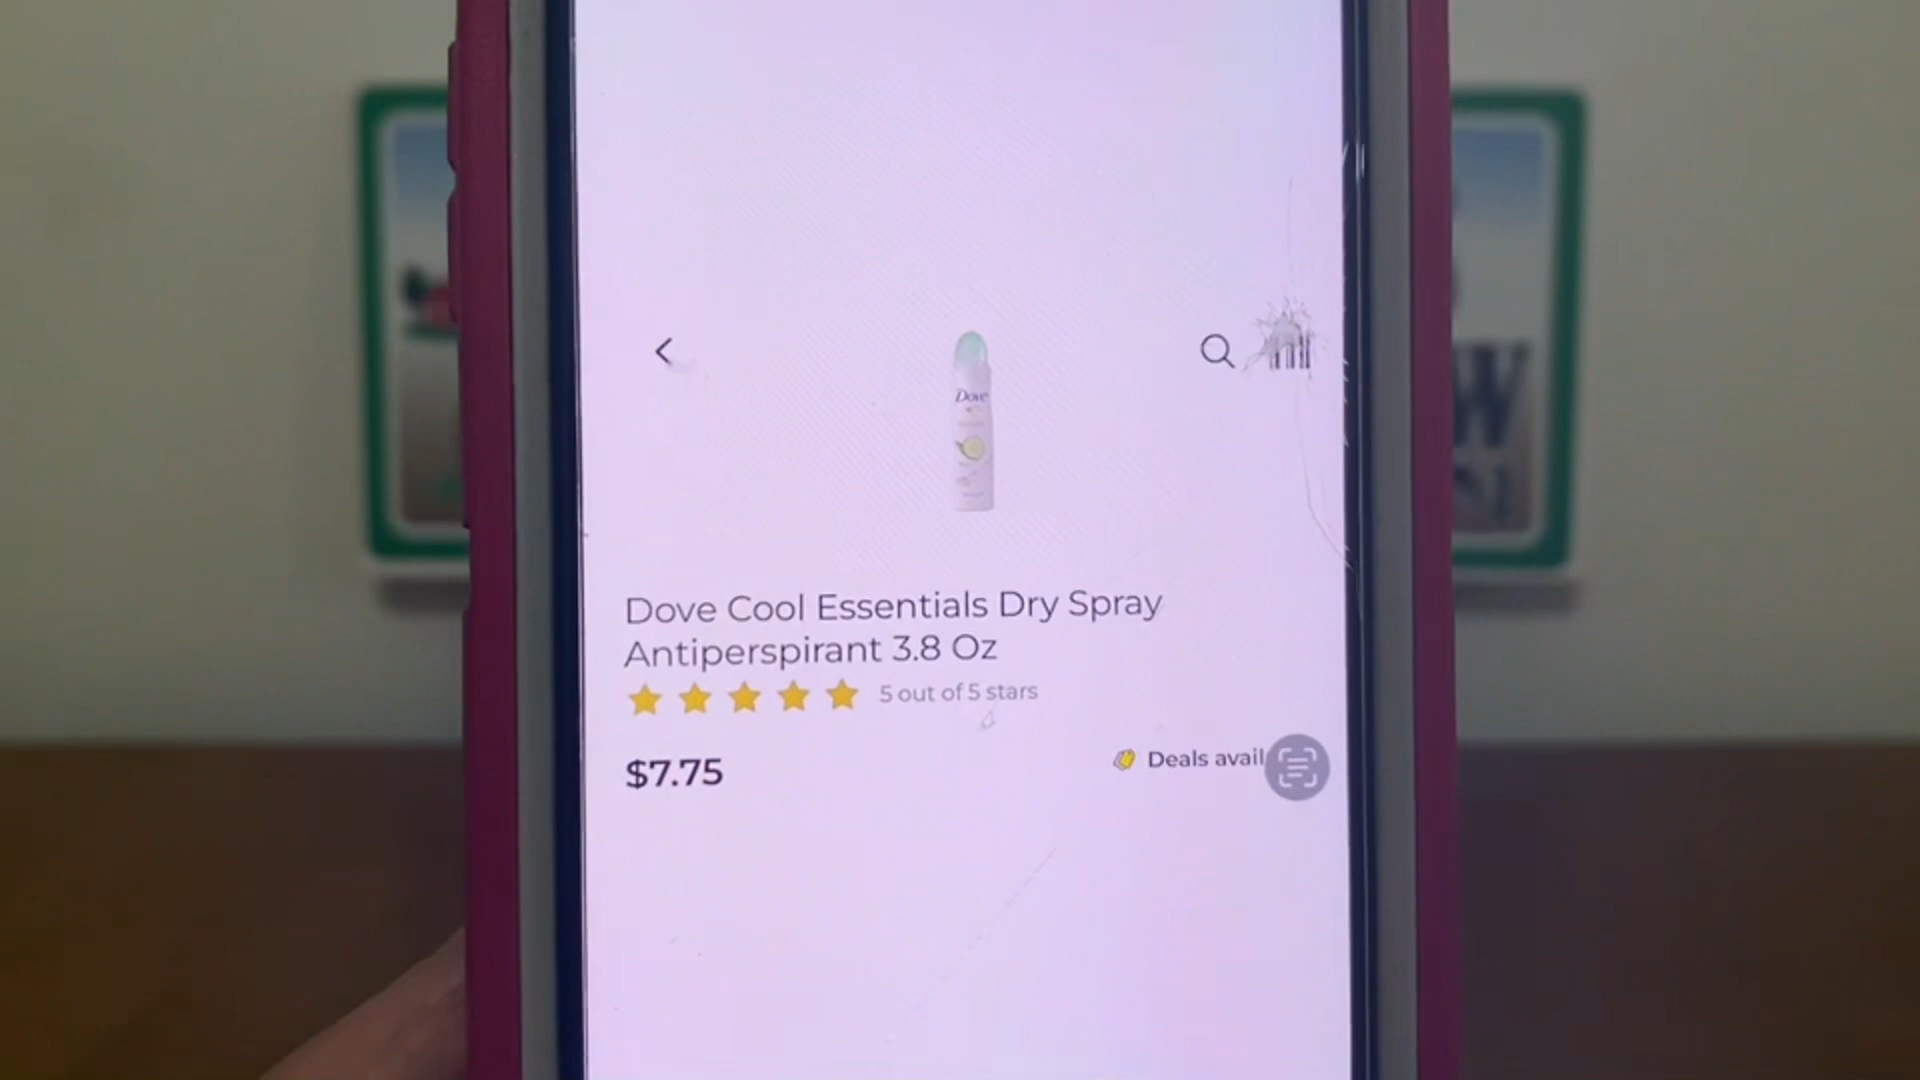 Dove
Dove Cool Essentials Dry Spray
Antiperspirant 3.8 Oz
5 out of 5 stars
$7.75
Deals avail
W